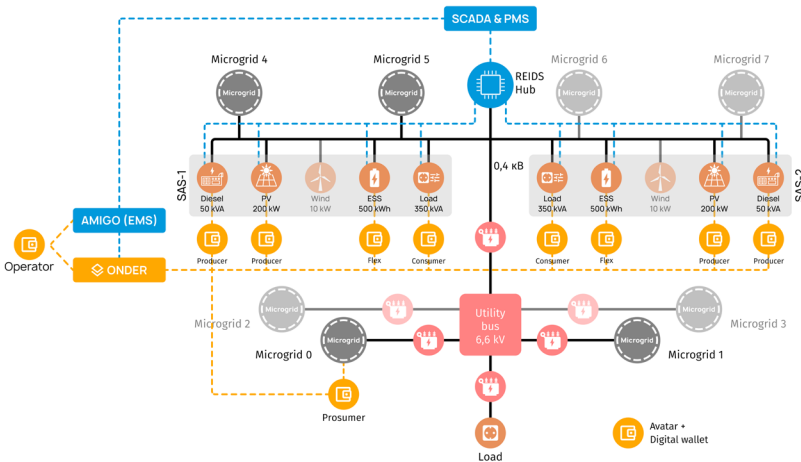 SCADA & PMS
Microgrid 4
Microgrid 5
REIDS
Hub
Microgrid 6
Microgrid 7
Microgrid
Microgrid
Microgrid
Microgrid
0,4 кВ
SAS-1
SAS-2
Diesel
50 kVA
PV
200 kW
Wind
10 kW
ESS
500 kWh
Load
350 kVA
Load
350 kVA
ESS
500 kWh
Wind
10 kW
PV
200 kW
Diesel
50 kVA
AMIGO (EMS)
Operator
ONDER
Producer
Producer
Flex
Consumer
Consumer
Flex
Producer
Producer
Microgrid 2
Microgrid
Utility
bus
6,6 kV
Microgrid
Microgrid 3
Microgrid 0
Microgrid
Microgrid
Microgrid 1
Prosumer
Load
Avatar +
Digital wallet